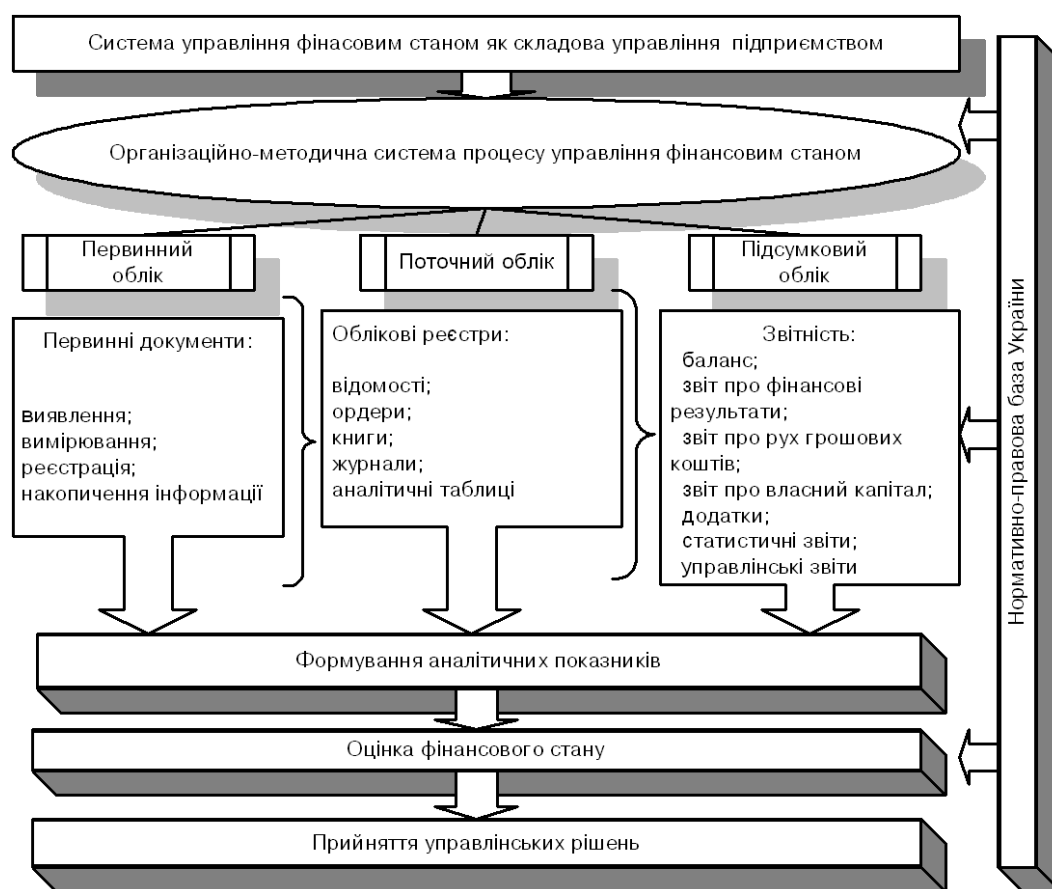 Система управління фінасовим станом як складова управління підприємством
Організаційно-методична система процесу управління фінансовим станом
Первинний
облік
Поточний облік
Підсумковий
облік
Первинні документи:
виявлення;
вимірювання;
реєстрація;
накопичення інформації
Облікові реєстри:
відомості;
ордери;
книги;
журнали;
аналітичні таблиці
Звітність:
баланс;
звіт про фінансові
результати;
звіт про рух грошових
коштів;
звіт про власний капітал;
додатки;
статистичні звіти;
управлінські звіти
Формування аналітичних показників
Оцінка фінансового стану
Прийняття управлінських рішень
Нормативно-правова база України